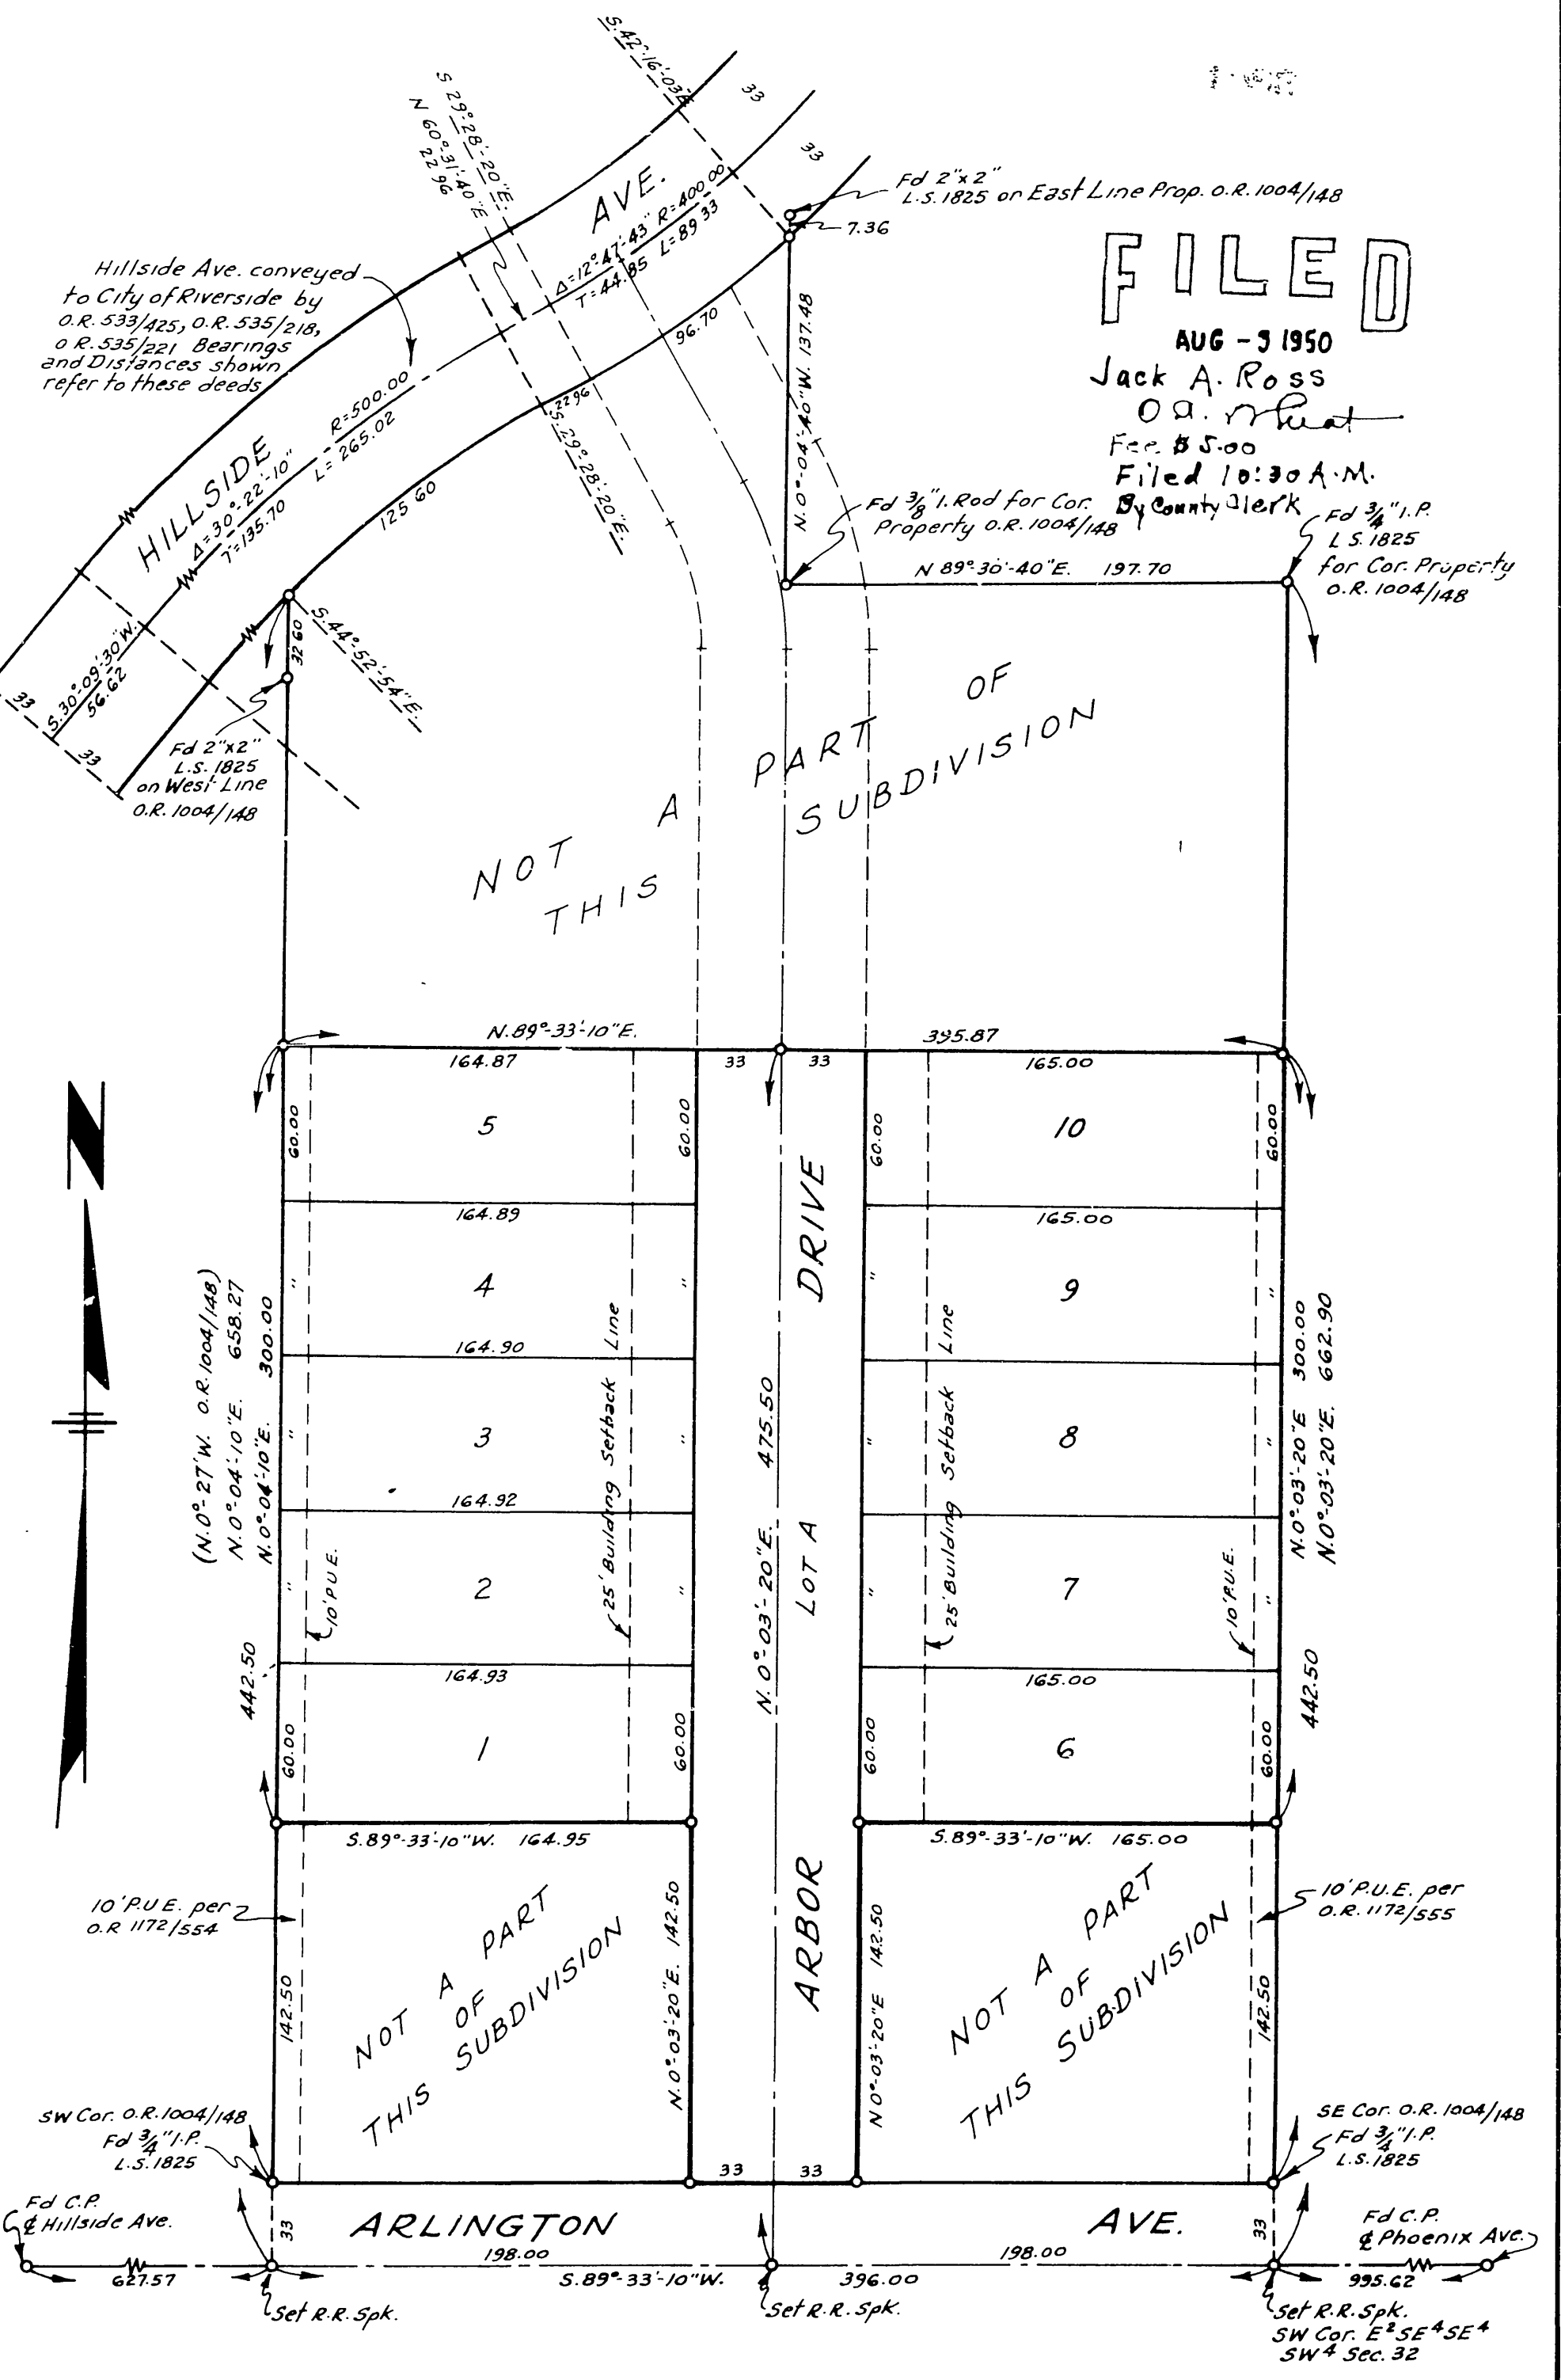 S.42°-16'-03"E
33
33
S 29°-28'-20"E.
N 60°-31'-40"E
22.96
AVE.
Δ=12°-47'-43" R=400.00
T=44.85 L=89.33
Fd 2"x2"
L.S.1825 on East Line Prop. O.R. 1004/148
7.36
FILED
AUG - 9 1950
Jack A. Ross
Fee $ 5.00
Filed 10:30 A.M.
By County Clerk
Hillside Ave. conveyed
to City of Riverside by
O.R. 533/425, O.R. 535/218,
O R. 535/221 Bearings
and Distances shown
refer to these deeds
HILLSIDE
Δ=30°-22'-10" R=500.00
T=135.70 L=265.02
96.70
22.96
S.29°-28'-20"E.
125.60
N.0°-04'-40"W. 137.48
Fd 3/8" I. Rod for Cor.
Property O.R. 1004/148
Fd 3/4" I.P.
L S. 1825
for Cor. Property
O.R. 1004/148
N 89°-30'-40"E. 197.70
32.60
S.44°-52'-54"E.
S.30°-09'-30"W.
56.62
33
33
Fd 2"x2"
L.S. 1825
on West Line
O.R. 1004/148
NOT A PART OF
THIS SUBDIVISION
N.89°-33'-10"E. 395.87
164.87 33 33 165.00
60.00 5 60.00 60.00 10 60.00
164.89 165.00
" 4 " " 9 "
164.90
" 3 " " 8 "
164.92
" 2 " " 7 "
164.93 165.00
60.00 1 60.00 60.00 6 60.00
10' P.U.E.
25' Building Setback Line
25' Building Setback Line
10' P.U.E.
N
(N.0°-27'W. O.R. 1004/148)
N.0°-04'-10"E. 658.27
N.0°-04'-10"E. 300.00
442.50
N.0°-03'-20"E. 475.50
ARBOR LOT A DRIVE
N.0°-03'-20"E 300.00
N.0°-03'-20"E. 662.90
442.50
S.89°-33'-10"W. 164.95
S.89°-33'-10"W. 165.00
10' P.U E. per
O.R 1172/554
142.50
NOT A PART
OF
THIS SUBDIVISION
N.0°-03'-20"E. 142.50
N 0°-03'-20"E 142.50
NOT A PART
OF
THIS SUBDIVISION
142.50
10' P.U.E. per
O.R. 1172/555
SW Cor. O.R. 1004/148
Fd 3/4" I.P.
L.S. 1825
33 33
SE Cor. O.R. 1004/148
Fd 3/4" I.P.
L.S. 1825
Fd C.P.
℄ Hillside Ave.
33
ARLINGTON AVE.
33
Fd C.P.
℄ Phoenix Ave.
198.00 198.00
627.57 S.89°-33'-10"W. 396.00 995.62
Set R.R. Spk.
Set R.R. Spk.
Set R.R. Spk.
SW Cor. E² SE⁴ SE⁴
SW⁴ Sec. 32